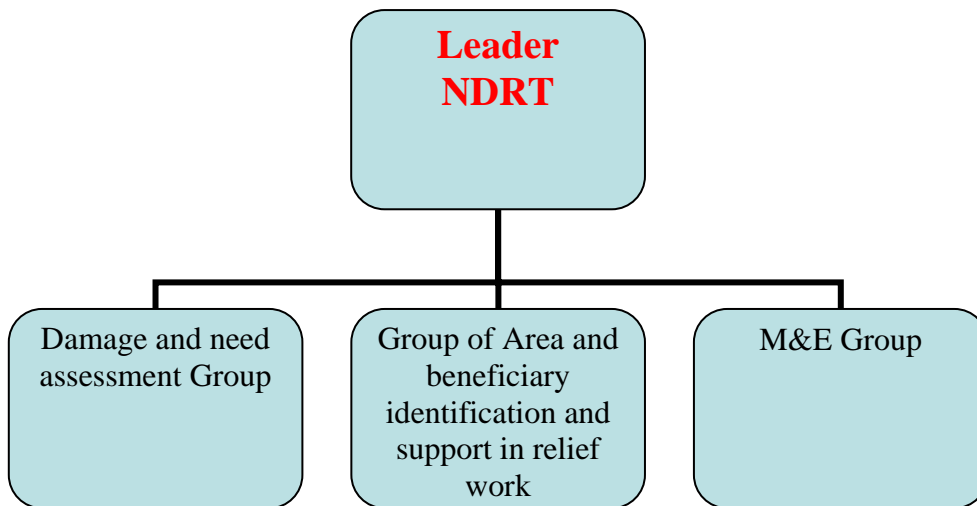 Leader
NDRT
Damage and need
assessment Group
Group of Area and
beneficiary
identification and
support in relief
work
M&E Group